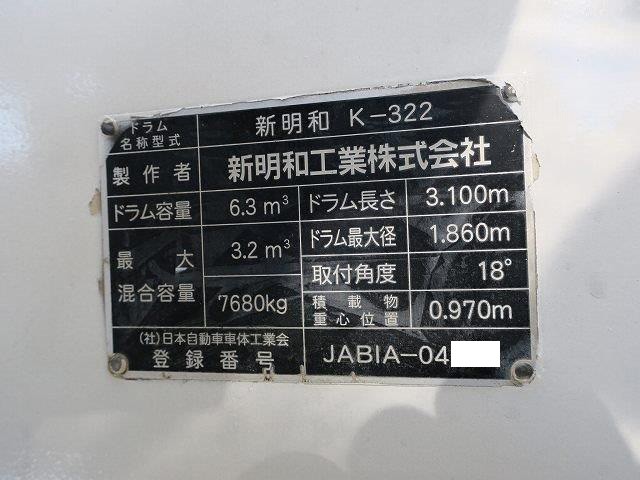 ドラム
名称型式
新明和 K-322
製作者
新明和工業株式会社
ドラム容量
6.3 m³
ドラム長さ
3.100m
最大
混合容量
3.2 m³
7680kg
ドラム最大径
1.860m
取付角度
18°
積載物
重心位置
0.970m
(社)日本自動車車体工業会
登録番号
JABIA-04